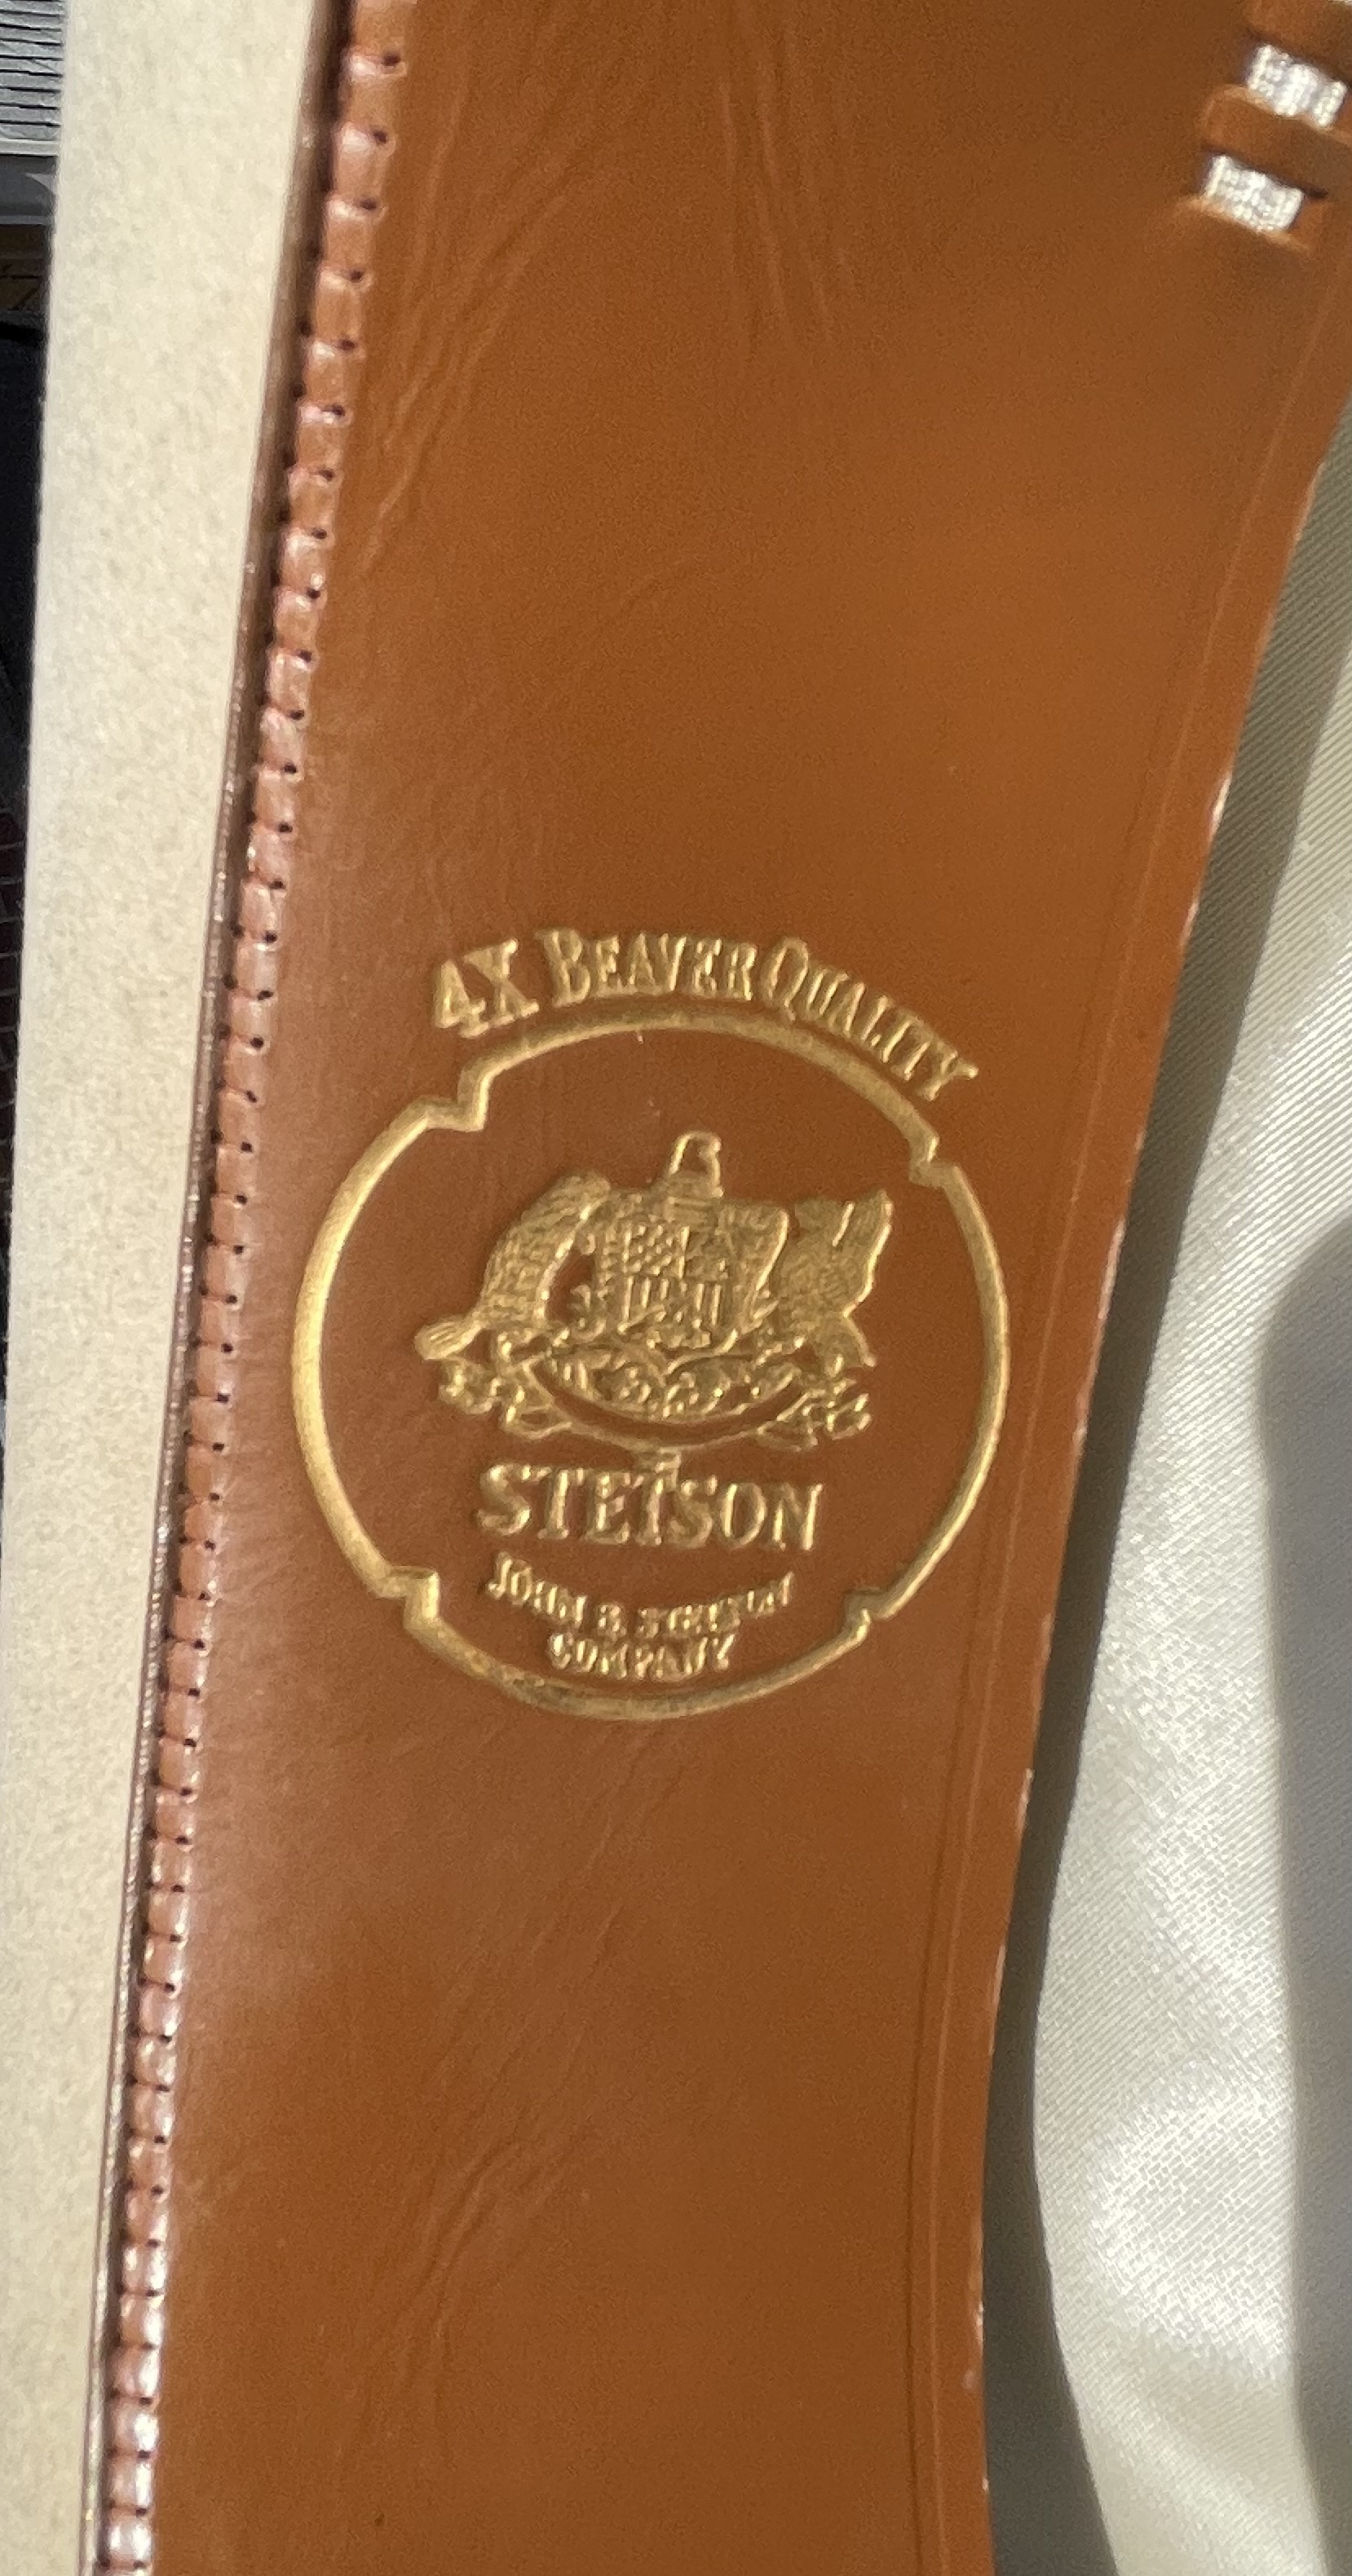 4X BEAVER QUALITY
STETSON
JOHN B. STETSON
COMPANY